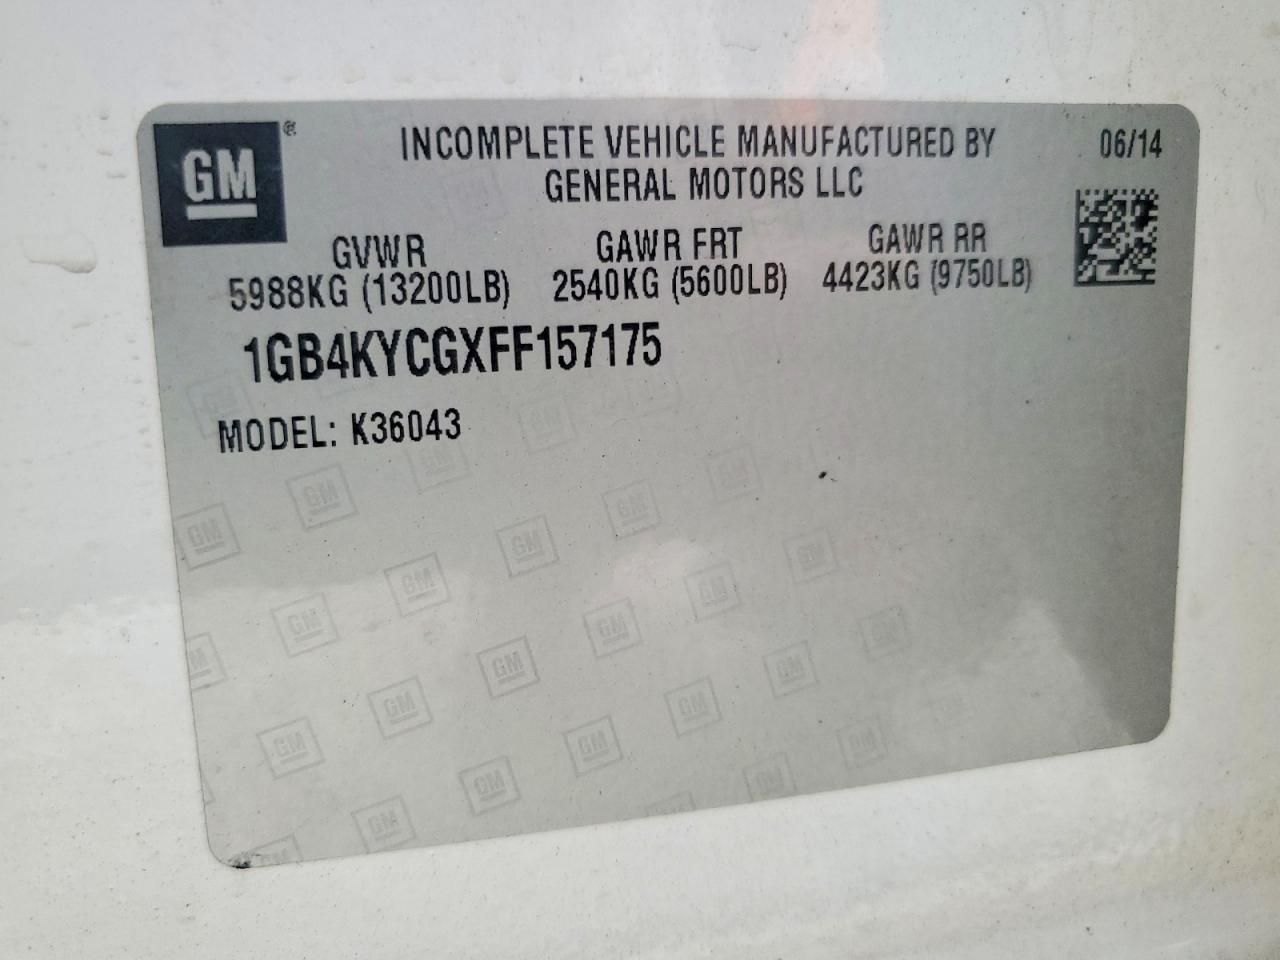 GM ®
INCOMPLETE VEHICLE MANUFACTURED BY
GENERAL MOTORS LLC
06/14
GVWR GAWR FRT GAWR RR
5988KG (13200LB) 2540KG (5600LB) 4423KG (9750LB)
1GB4KYCGXFF157175
MODEL: K36043